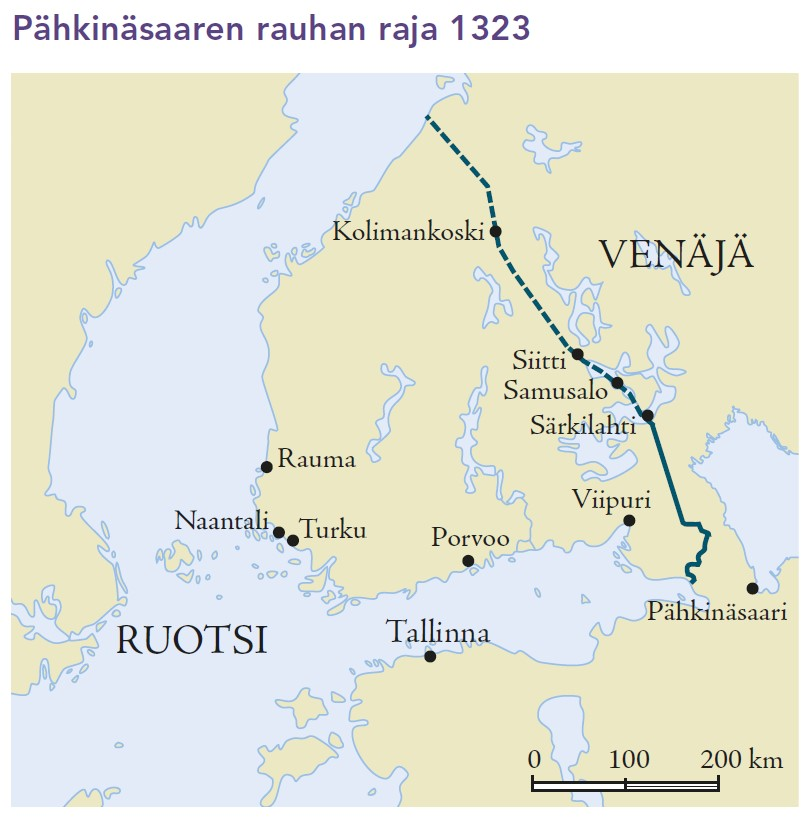 Pähkinäsaaren rauhan raja 1323
Kolimankoski
VENÄJÄ
Siitti
Samusalo
Särkilahti
Rauma
Viipuri
Naantali
Turku
Porvoo
Pähkinäsaari
RUOTSI
Tallinna
0 100 200 km